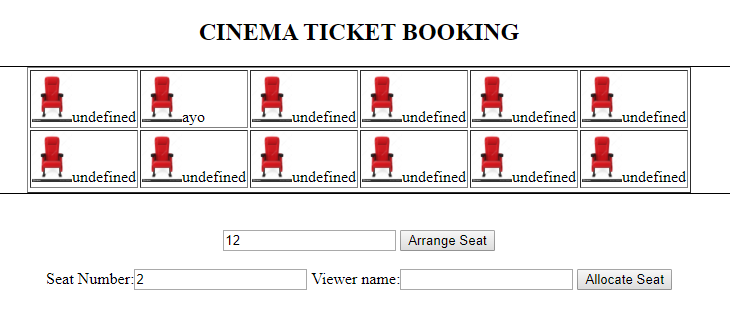 CINEMA TICKET BOOKING
undefined ayo undefined undefined undefined undefined
undefined undefined undefined undefined undefined undefined
12 Arrange Seat
Seat Number: 2 Viewer name: Allocate Seat